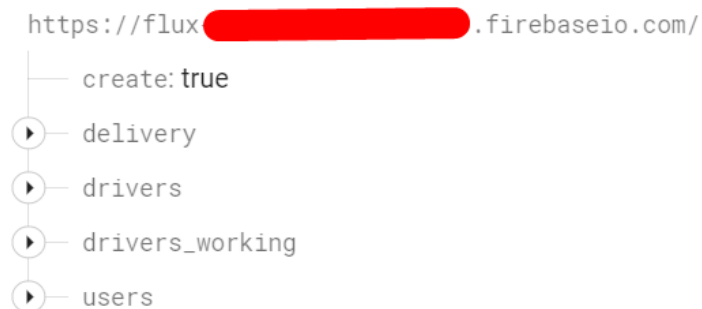 https://flux .firebaseio.com/
create: true
delivery
drivers
drivers_working
users